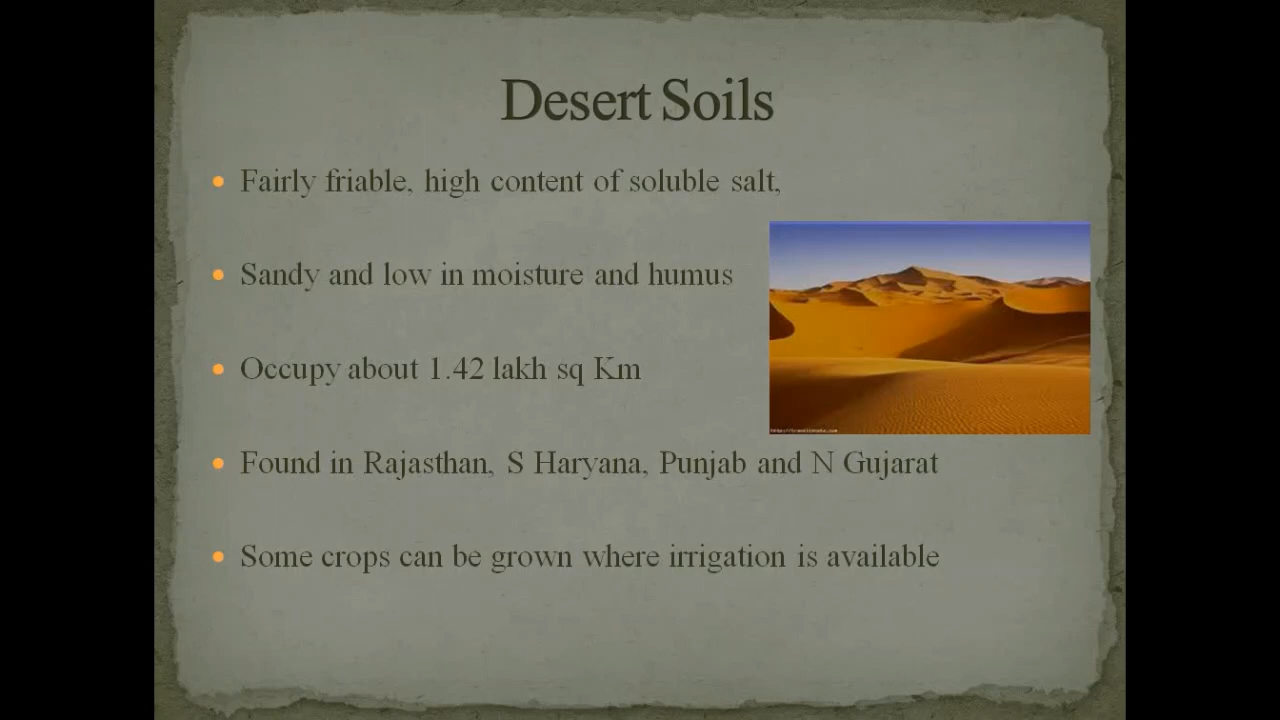 Desert Soils
Fairly friable, high content of soluble salt,
Sandy and low in moisture and humus
Occupy about 1.42 lakh sq Km
Found in Rajasthan, S Haryana, Punjab and N Gujarat
Some crops can be grown where irrigation is available